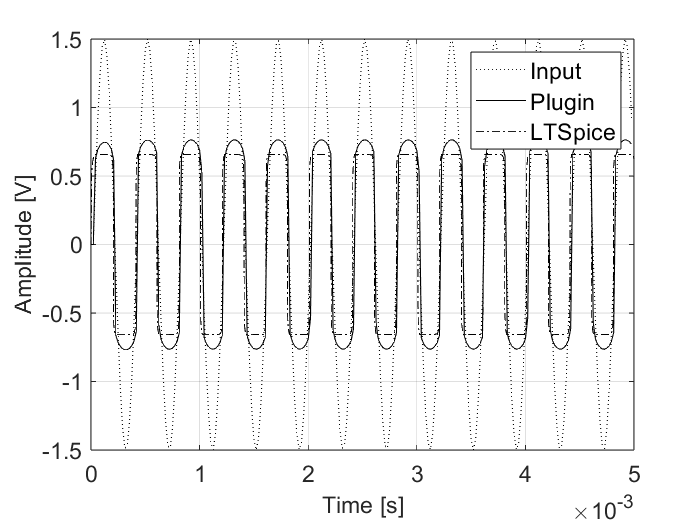 1.5
1
0.5
0
-0.5
-1
-1.5
Amplitude [V]
Input
Plugin
LTSpice
0 1 2 3 4 5
Time [s]
×10-3